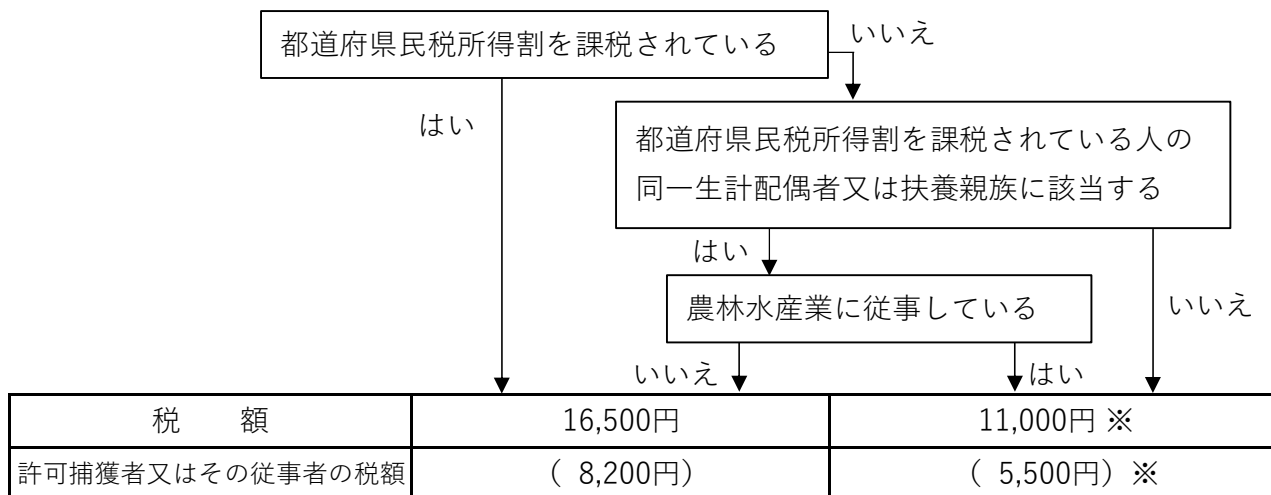 都道府県民税所得割を課税されている
いいえ
はい
都道府県民税所得割を課税されている人の
同一生計配偶者又は扶養親族に該当する
はい
農林水産業に従事している
いいえ
いいえ
はい
税　　額 16,500円 11,000円 ※
許可捕獲者又はその従事者の税額 （ 8,200円） （ 5,500円）※